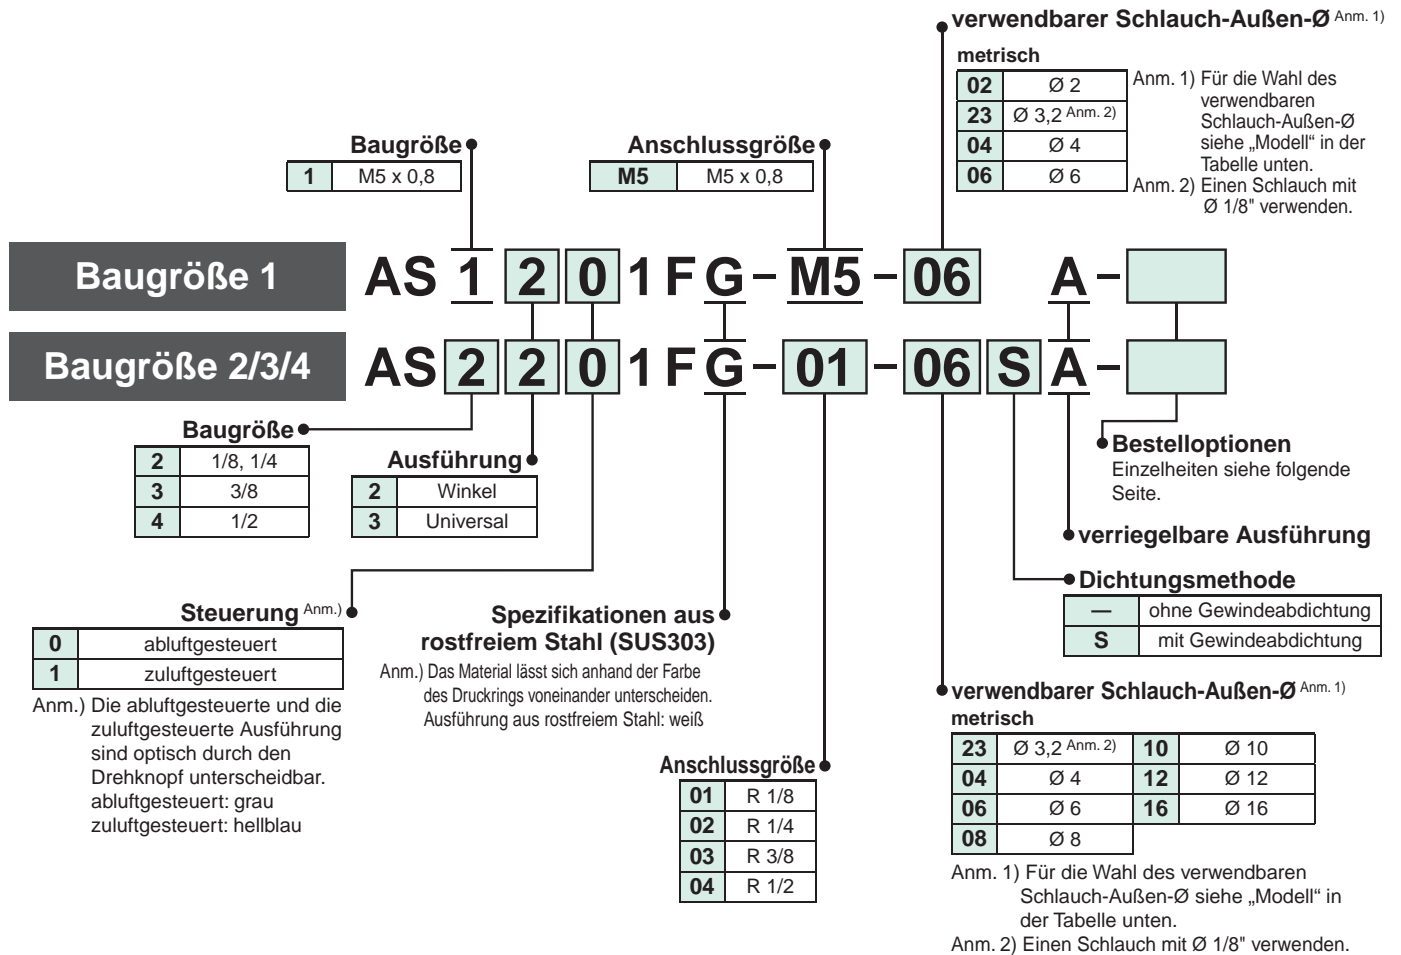 verwendbarer Schlauch-Außen-Ø Anm. 1)
metrisch
02 Ø 2
23 Ø 3,2 Anm. 2)
04 Ø 4
06 Ø 6
Anm. 1) Für die Wahl des
verwendbaren
Schlauch-Außen-Ø
siehe „Modell“ in der
Tabelle unten.
Anm. 2) Einen Schlauch mit
Ø 1/8" verwenden.
Baugröße
1 M5 x 0,8
Anschlussgröße
M5 M5 x 0,8
Baugröße 1 AS 1 2 0 1 F G – M5 – 06 A –
Baugröße 2/3/4 AS 2 2 0 1 F G – 01 – 06 S A –
Baugröße
2 1/8, 1/4
3 3/8
4 1/2
Ausführung
2 Winkel
3 Universal
Bestelloptionen
Einzelheiten siehe folgende
Seite.
verriegelbare Ausführung
Dichtungsmethode
— ohne Gewindeabdichtung
S mit Gewindeabdichtung
Steuerung Anm.)
0 abluftgesteuert
1 zuluftgesteuert
Anm.) Die abluftgesteuerte und die
zuluftgesteuerte Ausführung
sind optisch durch den
Drehknopf unterscheidbar.
abluftgesteuert: grau
zuluftgesteuert: hellblau
Spezifikationen aus
rostfreiem Stahl (SUS303)
Anm.) Das Material lässt sich anhand der Farbe
des Druckrings voneinander unterscheiden.
Ausführung aus rostfreiem Stahl: weiß
Anschlussgröße
01 R 1/8
02 R 1/4
03 R 3/8
04 R 1/2
verwendbarer Schlauch-Außen-Ø Anm. 1)
metrisch
23 Ø 3,2 Anm. 2) 10 Ø 10
04 Ø 4 12 Ø 12
06 Ø 6 16 Ø 16
08 Ø 8
Anm. 1) Für die Wahl des verwendbaren
Schlauch-Außen-Ø siehe „Modell“ in
der Tabelle unten.
Anm. 2) Einen Schlauch mit Ø 1/8" verwenden.